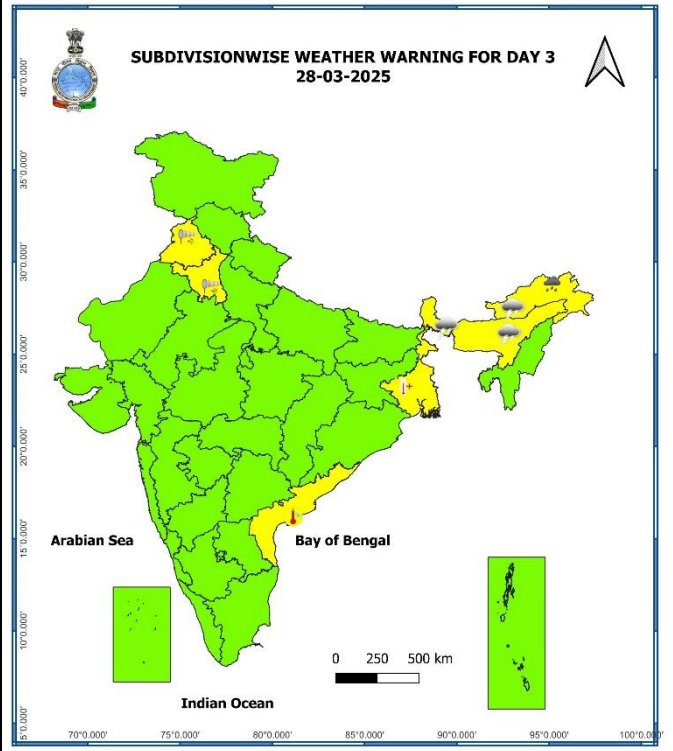 SUBDIVISIONWISE WEATHER WARNING FOR DAY 3
28-03-2025
40°0.000'
35°0.000'
30°0.000'
25°0.000'
20°0.000'
15°0.000'
10°0.000'
5°0.000'
Arabian Sea
Bay of Bengal
0 250 500 km
Indian Ocean
70°0.000' 75°0.000' 80°0.000' 85°0.000' 90°0.000' 95°0.000' 100°0.000'